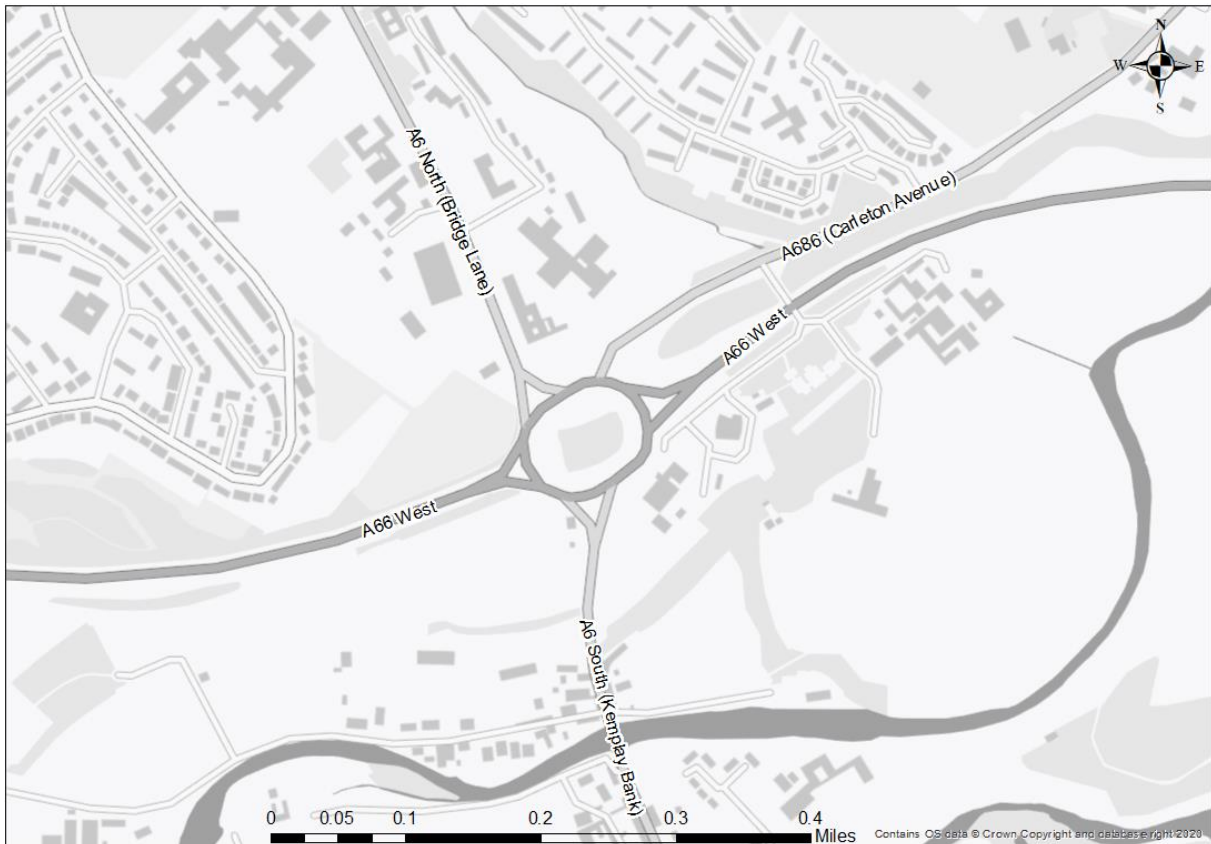 N
W E
S
A6 North (Bridge Lane)
A686 (Carleton Avenue)
A66 West
A66 West
A6 South (Kemplay Bank)
0 0.05 0.1 0.2 0.3 0.4
Miles
Contains OS data © Crown Copyright and database right 2020